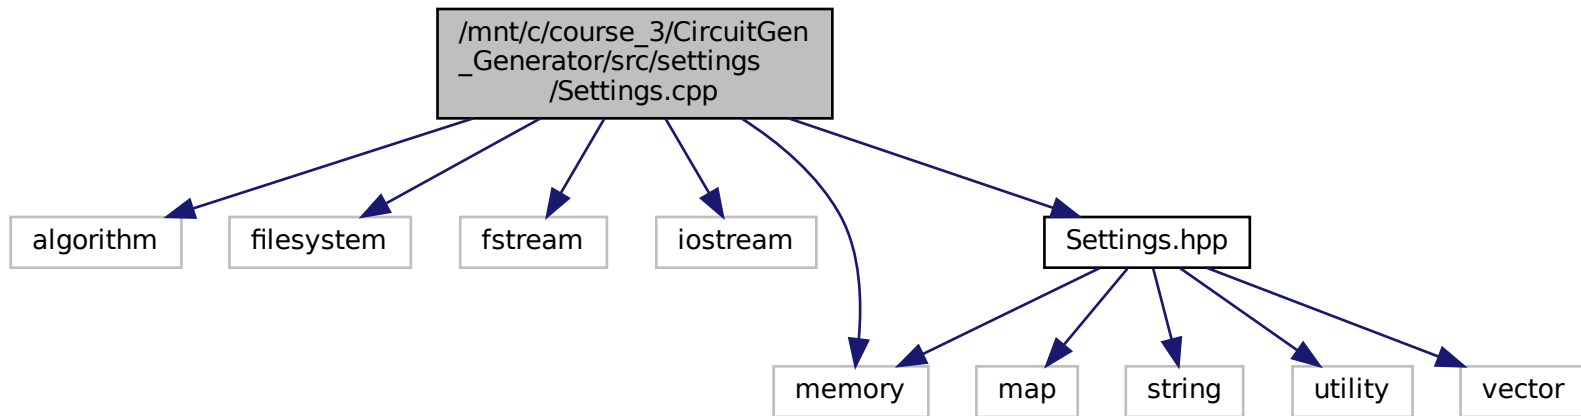 /mnt/c/course_3/CircuitGen
_Generator/src/settings
/Settings.cpp
algorithm
filesystem
fstream
iostream
Settings.hpp
memory
map
string
utility
vector